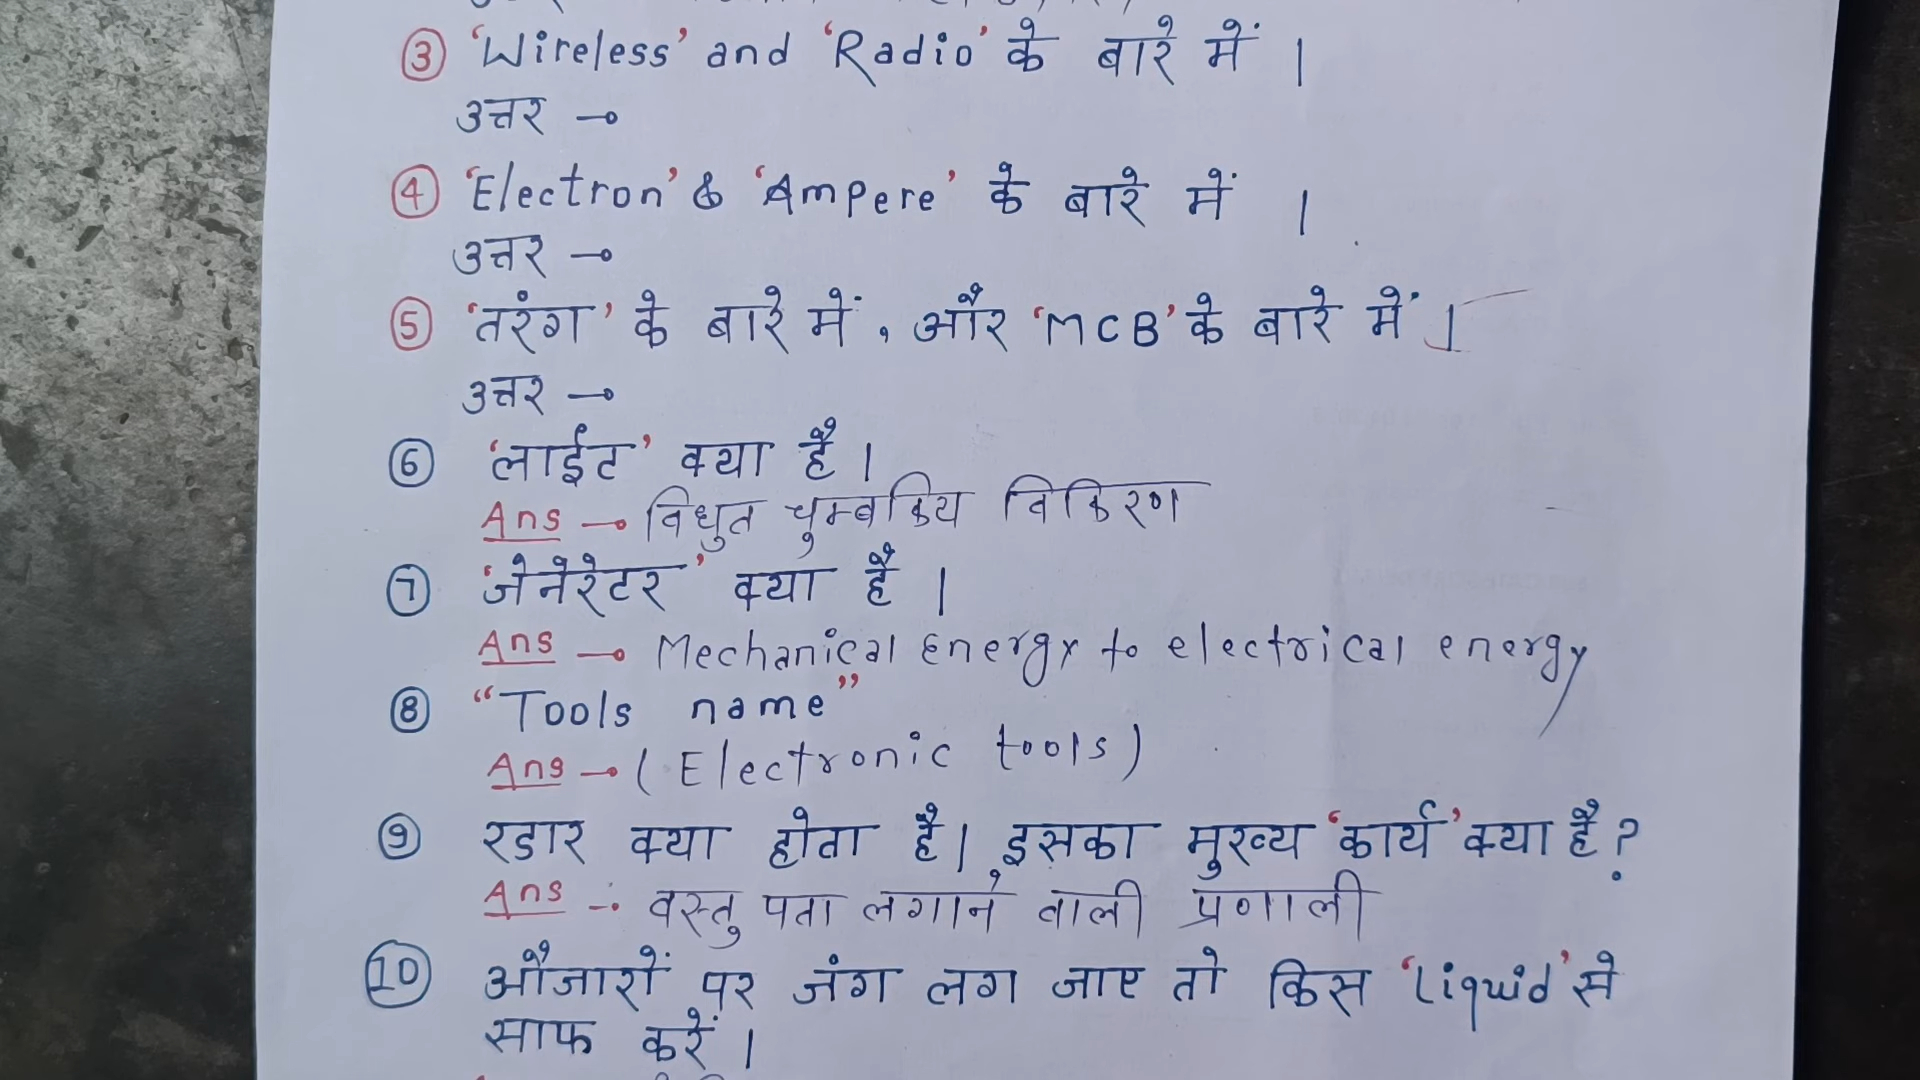 ③ 'Wireless' and 'Radio' के बारे में ।
उत्तर →
④ 'Electron' & 'Ampere' के बारे में ।
उत्तर →
⑤ 'तरंग' के बारे में, और 'MCB' के बारे में ।
उत्तर →
⑥ 'लाईट' क्या है ।
Ans → विधुत चुम्बकिय विकिरण
⑦ 'जेनेरेटर' क्या है ।
Ans → Mechanical Energy to electrical energy
⑧ "Tools name"
Ans → (Electronic tools)
⑨ रडार क्या होता है। इसका मुख्य 'कार्य' क्या है ?
Ans -: वस्तु पता लगाने वाली प्रणाली
⑩ औजारों पर जंग लग जाए तो किस 'liquid' से
साफ करें ।